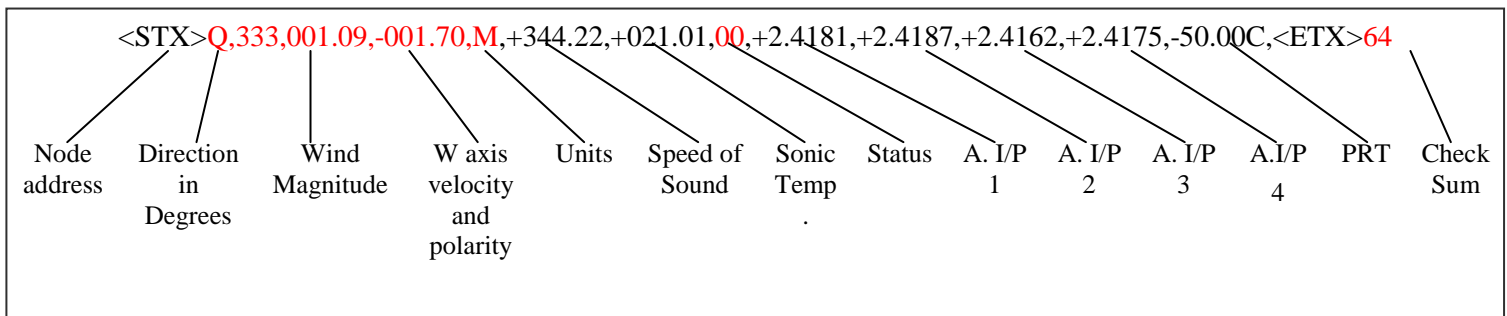 <STX>Q,333,001.09,-001.70,M,+344.22,+021.01,00,+2.4181,+2.4187,+2.4162,+2.4175,-50.00C,<ETX>64
Node
address
Direction
in
Degrees
Wind
Magnitude
W axis
velocity
and
polarity
Units
Speed of
Sound
Sonic
Temp
.
Status
A. I/P
1
A. I/P
2
A. I/P
3
A.I/P
4
PRT
Check
Sum